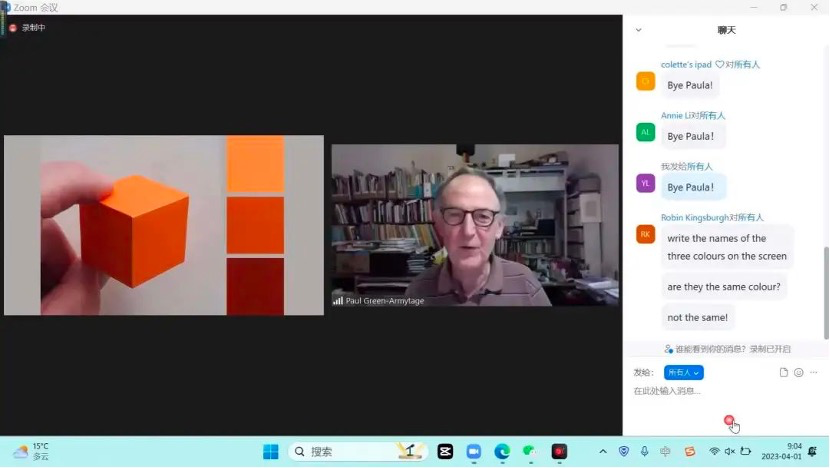 Zoom 会议
录制中
聊天
colette's ipad ♡对所有人
Bye Paula!
Annie Li对所有人
AL
Bye Paula!
我发给所有人
YL
Bye Paula!
Robin Kingsburgh对所有人
RK
write the names of the
three colours on the screen
are they the same colour?
not the same!
Paul Green-Armytage
谁能看到你的消息? 录制已开启
发给: 所有人
在此处输入消息...
15°C
多云
搜索
中
9:04
2023-04-01